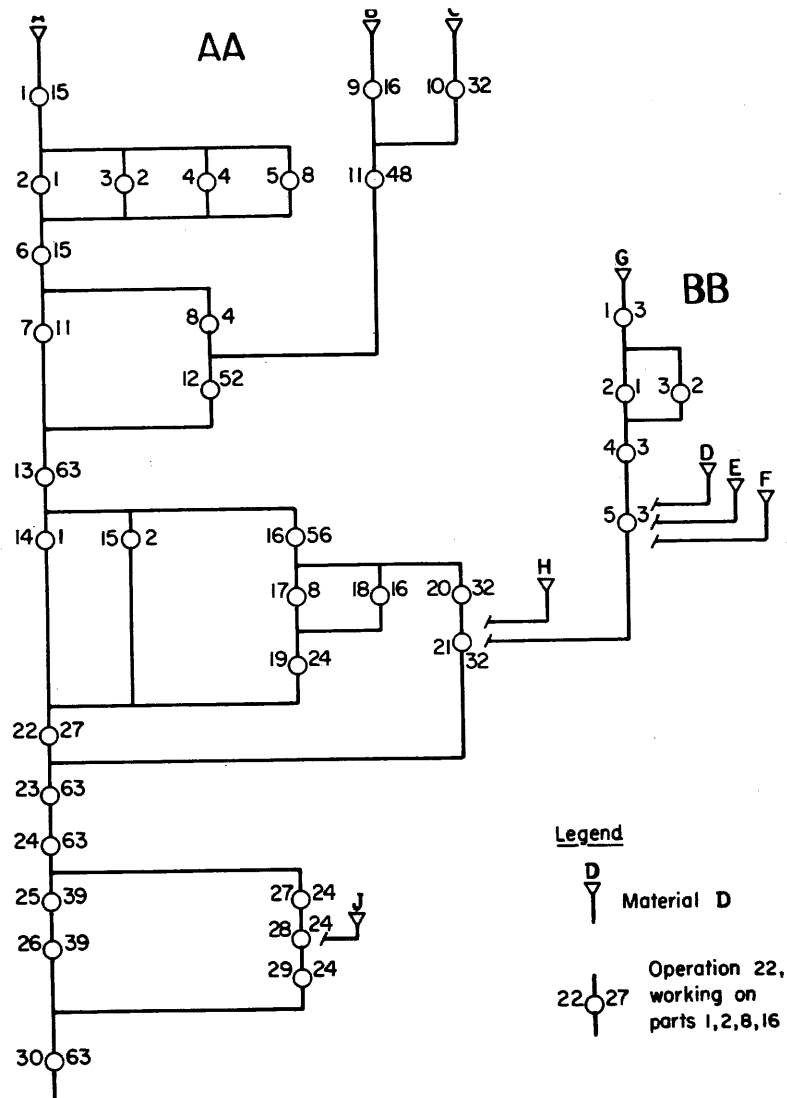 A B C
AA
1 15 9 16 10 32
2 1 3 2 4 4 5 8 11 48
6 15
G
BB
7 11 8 4 1 3
12 52 2 1 3 2
4 3
13 63 D E F
14 1 15 2 16 56 5 3
H
17 8 18 16 20 32
19 24 21 32
22 27
23 63
24 63
Legend
D
Material D
25 39 27 24 J
26 39 28 24
29 24
Operation 22,
22 27 working on
parts 1,2,8,16
30 63